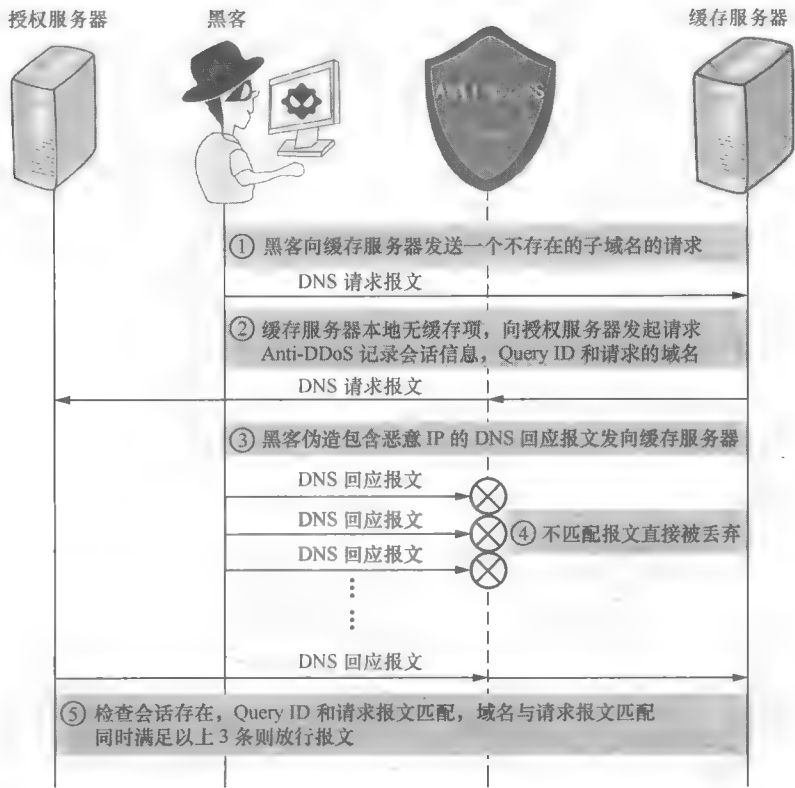 授权服务器
黑客
缓存服务器
① 黑客向缓存服务器发送一个不存在的子域名的请求
DNS 请求报文
② 缓存服务器本地无缓存项，向授权服务器发起请求
Anti-DDoS 记录会话信息，Query ID 和请求的域名
DNS 请求报文
③ 黑客伪造包含恶意 IP 的 DNS 回应报文发向缓存服务器
DNS 回应报文
DNS 回应报文
④ 不匹配报文直接被丢弃
DNS 回应报文
DNS 回应报文
⑤ 检查会话存在，Query ID 和请求报文匹配，域名与请求报文匹配
同时满足以上 3 条则放行报文